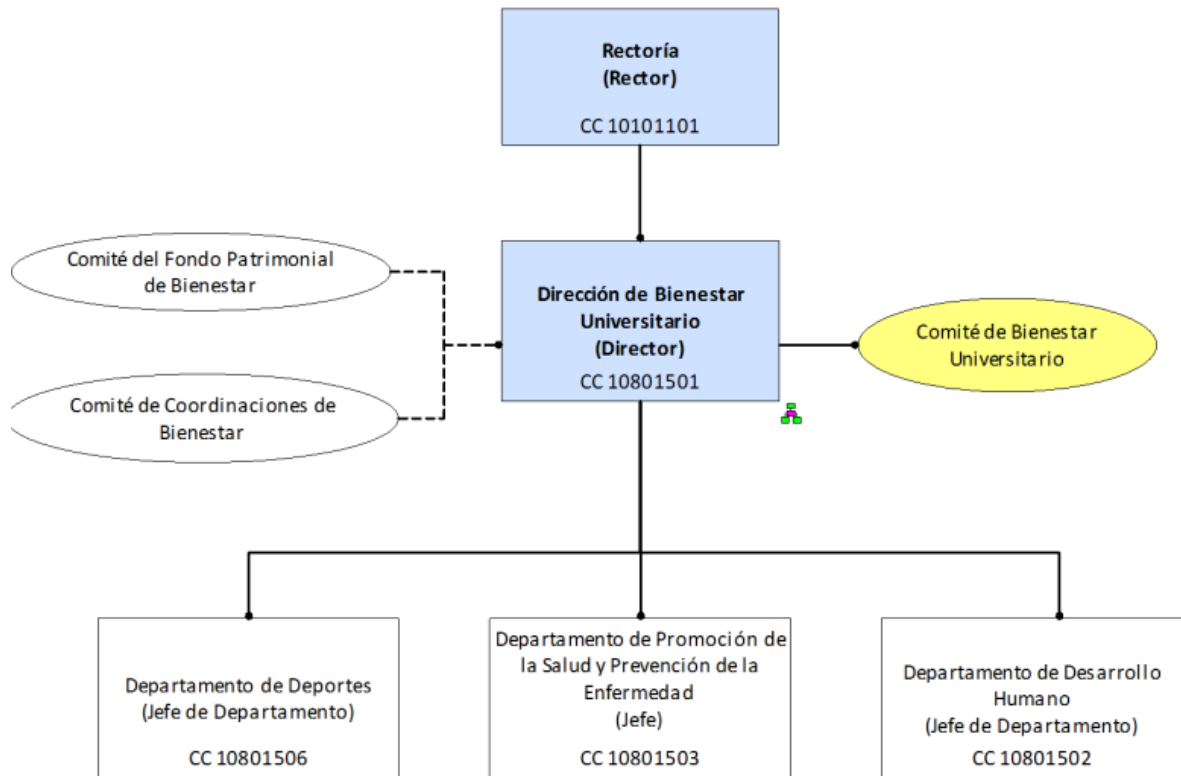 Rectoría
(Rector)
CC 10101101
Comité del Fondo Patrimonial
de Bienestar
Dirección de Bienestar
Universitario
(Director)
CC 10801501
Comité de Bienestar
Universitario
Comité de Coordinaciones de
Bienestar
Departamento de Deportes
(Jefe de Departamento)
CC 10801506
Departamento de Promoción de
la Salud y Prevención de la
Enfermedad
(Jefe)
CC 10801503
Departamento de Desarrollo
Humano
(Jefe de Departamento)
CC 10801502